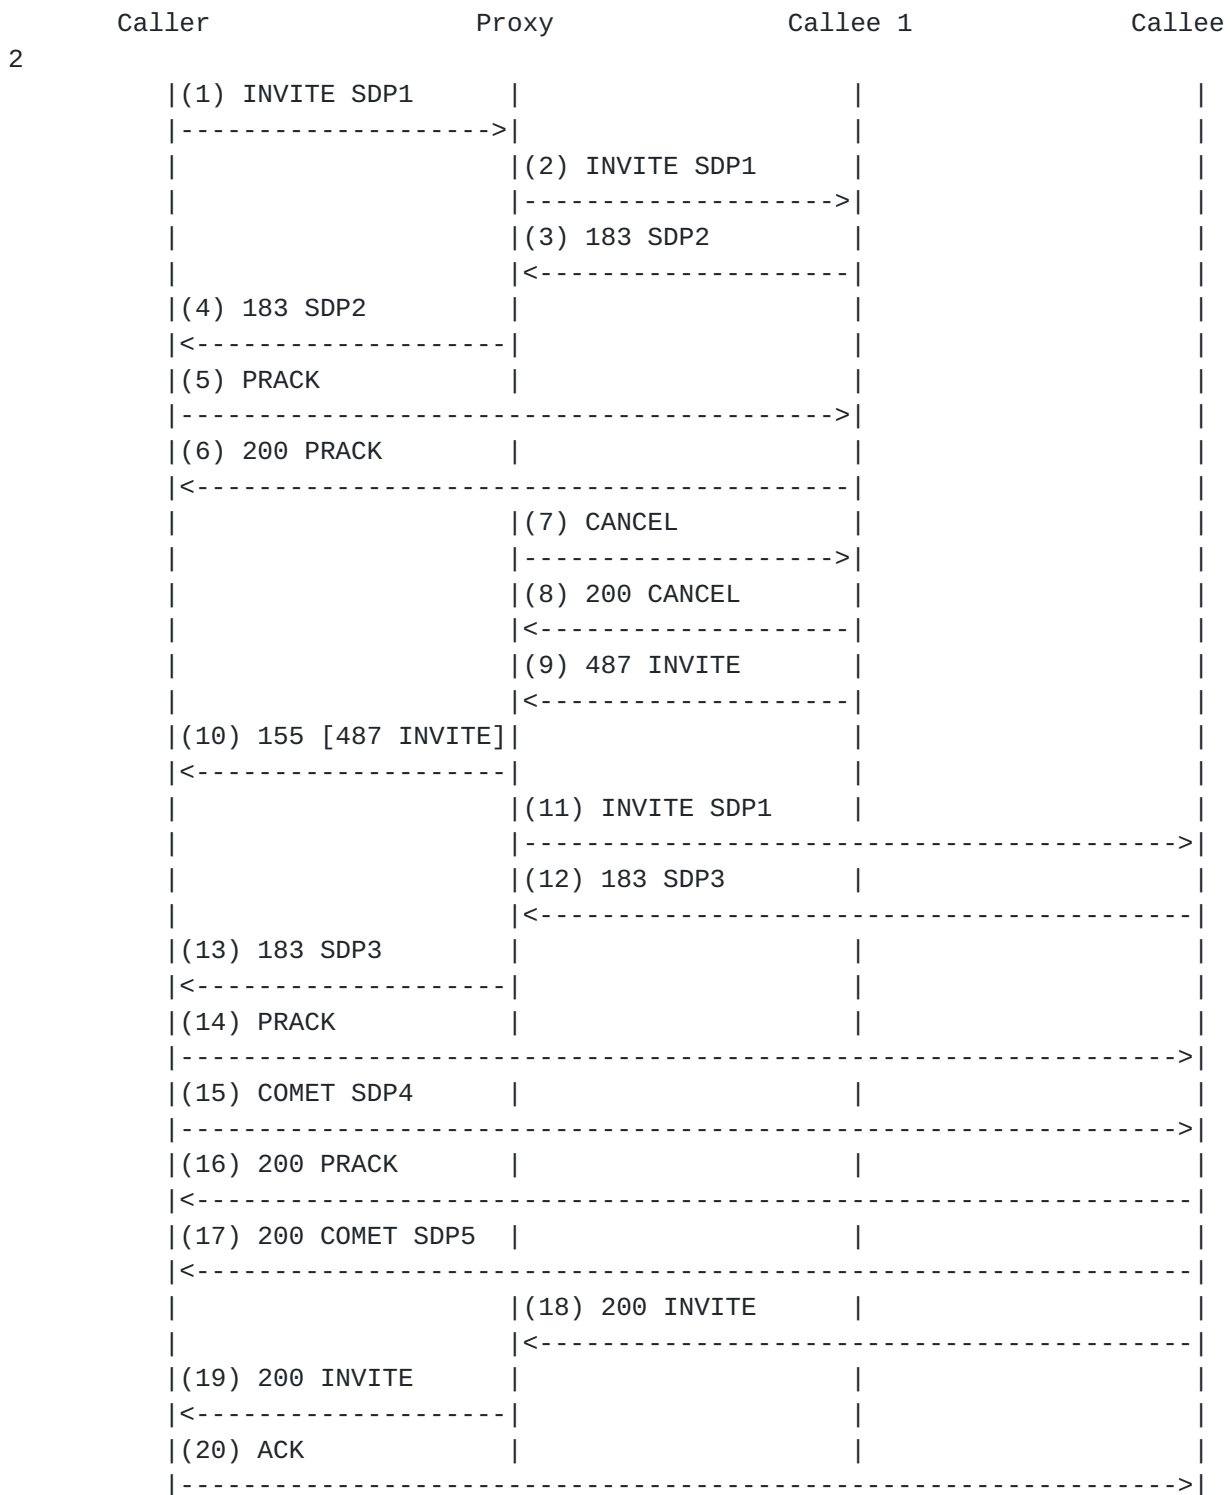 Caller                 Proxy               Callee 1              Callee
2
|(1) INVITE SDP1      |                     |                     |
|-------------------->|                     |                     |
|                     |(2) INVITE SDP1      |                     |
|                     |-------------------->|                     |
|                     |(3) 183 SDP2         |                     |
|                     |<--------------------|                     |
|(4) 183 SDP2         |                     |                     |
|<--------------------|                     |                     |
|(5) PRACK            |                     |                     |
|------------------------------------------>|                     |
|(6) 200 PRACK        |                     |                     |
|<------------------------------------------|                     |
|                     |(7) CANCEL           |                     |
|                     |-------------------->|                     |
|                     |(8) 200 CANCEL       |                     |
|                     |<--------------------|                     |
|                     |(9) 487 INVITE       |                     |
|                     |<--------------------|                     |
|(10) 155 [487 INVITE]|                     |                     |
|<--------------------|                     |                     |
|                     |(11) INVITE SDP1     |                     |
|                     |------------------------------------------>|
|                     |(12) 183 SDP3        |                     |
|                     |<------------------------------------------|
|(13) 183 SDP3        |                     |                     |
|<--------------------|                     |                     |
|(14) PRACK           |                     |                     |
|---------------------------------------------------------------->|
|(15) COMET SDP4      |                     |                     |
|---------------------------------------------------------------->|
|(16) 200 PRACK       |                     |                     |
|<----------------------------------------------------------------|
|(17) 200 COMET SDP5  |                     |                     |
|<----------------------------------------------------------------|
|                     |(18) 200 INVITE      |                     |
|                     |<------------------------------------------|
|(19) 200 INVITE      |                     |                     |
|<--------------------|                     |                     |
|(20) ACK             |                     |                     |
|---------------------------------------------------------------->|